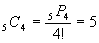 ₅C₄ = ₅P₄/4! = 5